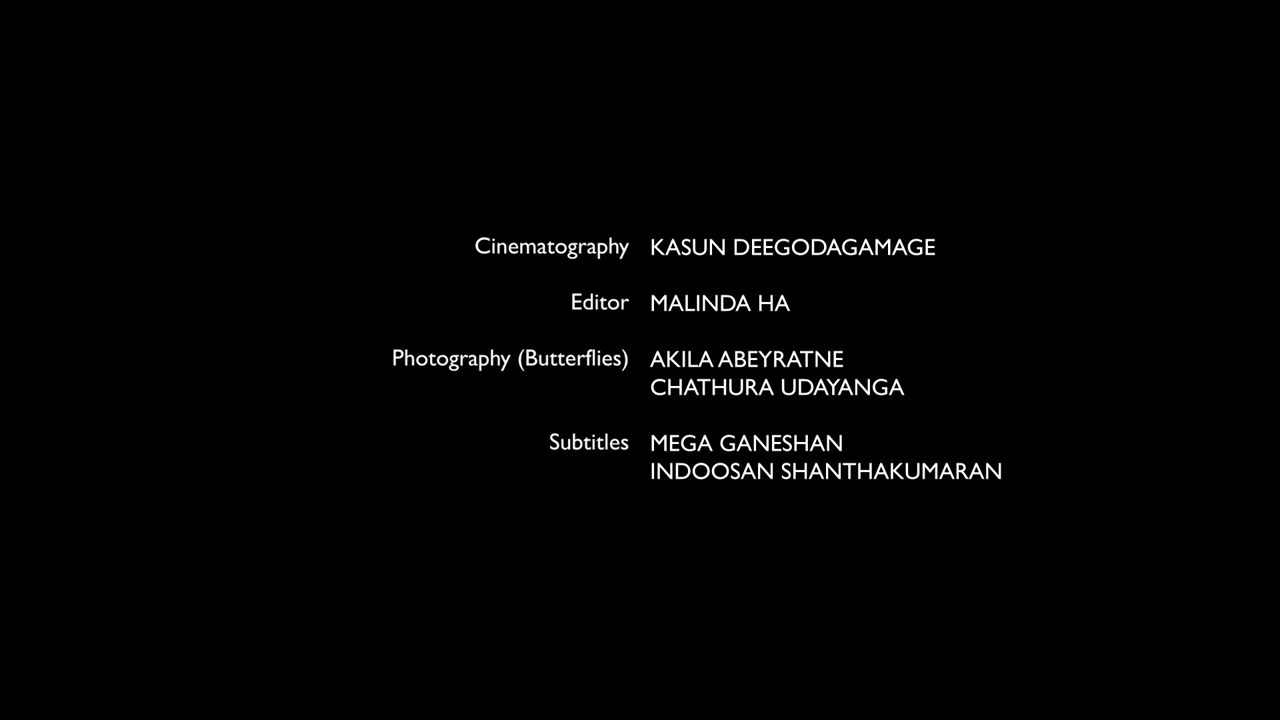 Cinematography KASUN DEEGODAGAMAGE
Editor MALINDA HA
Photography (Butterflies) AKILA ABEYRATNE
CHATHURA UDAYANGA
Subtitles MEGA GANESHAN
INDOOSAN SHANTHAKUMARAN